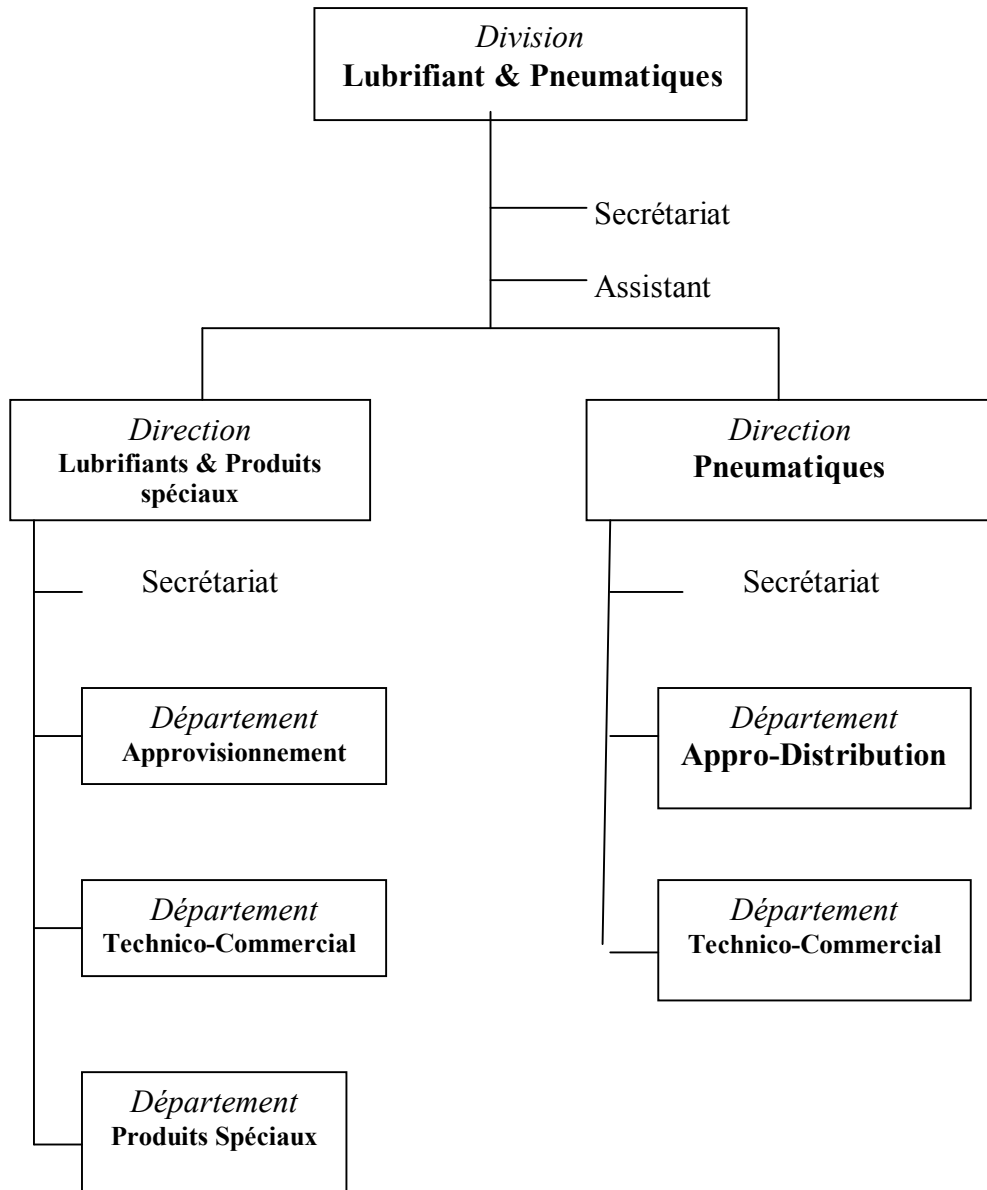 Division
Lubrifiant & Pneumatiques
Secrétariat
Assistant
Direction
Lubrifiants & Produits
spéciaux
Direction
Pneumatiques
Secrétariat
Secrétariat
Département
Approvisionnement
Département
Appro-Distribution
Département
Technico-Commercial
Département
Technico-Commercial
Département
Produits Spéciaux